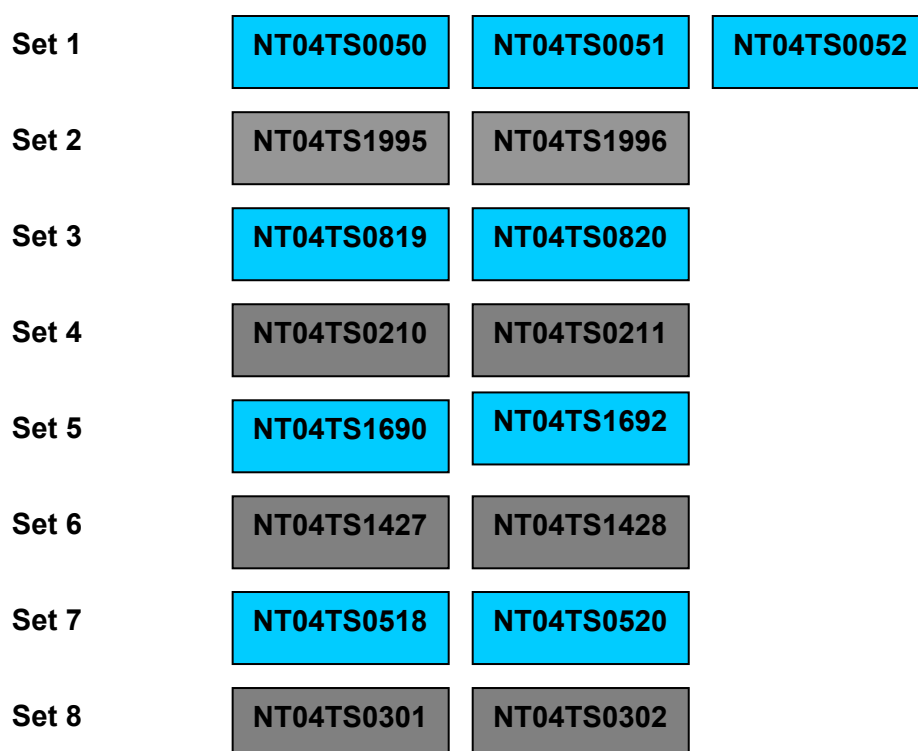 Set 1 NT04TS0050 NT04TS0051 NT04TS0052
Set 2 NT04TS1995 NT04TS1996
Set 3 NT04TS0819 NT04TS0820
Set 4 NT04TS0210 NT04TS0211
Set 5 NT04TS1690 NT04TS1692
Set 6 NT04TS1427 NT04TS1428
Set 7 NT04TS0518 NT04TS0520
Set 8 NT04TS0301 NT04TS0302